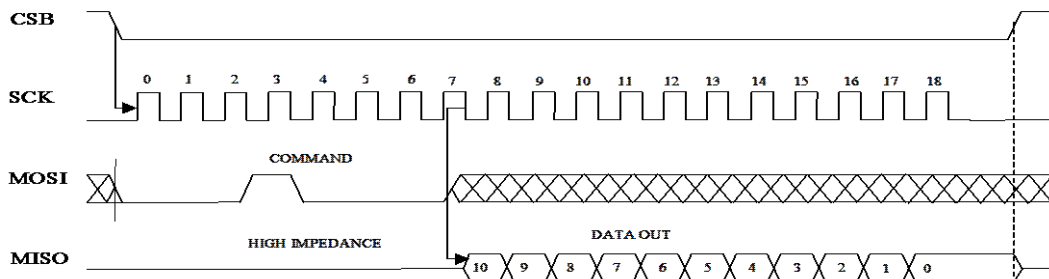 CSB
0 1 2 3 4 5 6 7 8 9 10 11 12 13 14 15 16 17 18
SCK
COMMAND
MOSI
HIGH IMPEDANCE DATA OUT
MISO
10 9 8 7 6 5 4 3 2 1 0